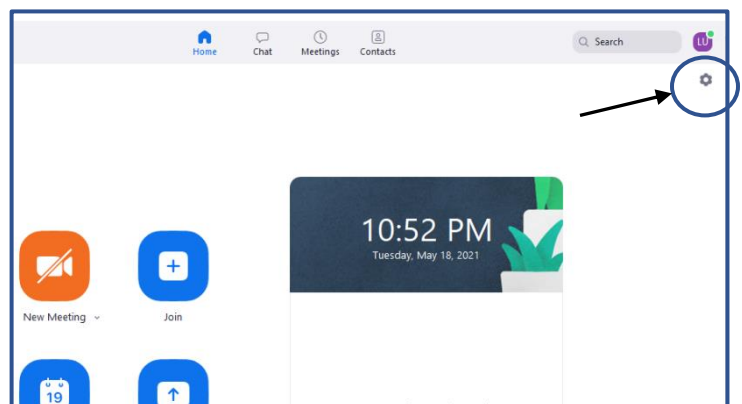 Home Chat Meetings Contacts
Search
LU
10:52 PM
Tuesday, May 18, 2021
New Meeting
Join
19